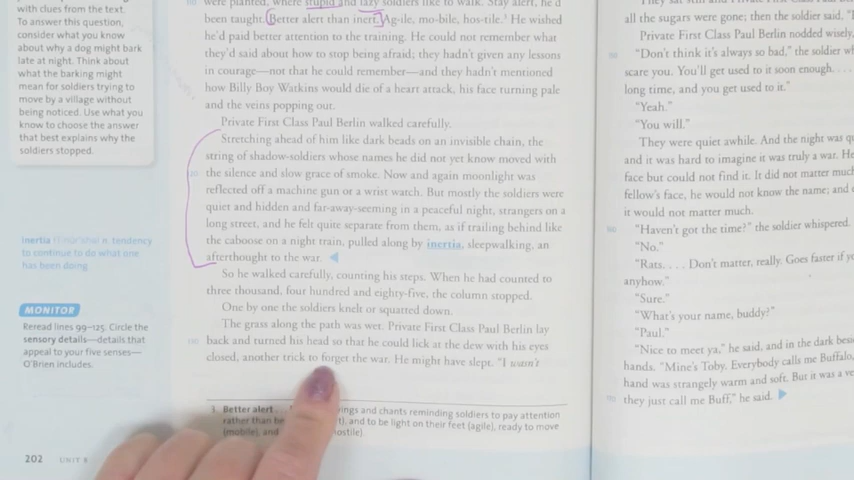 with clues from the text.
To answer this question,
consider what you know
about why a dog might bark
late at night. Think about
what the barking might
mean for soldiers trying to
move by a village without
being noticed. Use what you
know to choose the answer
that best explains why the
soldiers stopped.
inertia n. tendency
to continue to do what one
has been doing
MONITOR
Reread lines 99–125. Circle the
sensory details—details that
appeal to your five senses—
O'Brien includes.
202 UNIT
were planted, where stupid and lazy soldiers like to walk. Stay alert, he'd
been taught. Better alert than inert. Ag-ile, mo-bile, hos-tile.³ He wished
he'd paid better attention to the training. He could not remember what
they'd said about how to stop being afraid; they hadn't given any lessons
in courage—not that he could remember—and they hadn't mentioned
how Billy Boy Watkins would die of a heart attack, his face turning pale
and the veins popping out.
Private First Class Paul Berlin walked carefully.
Stretching ahead of him like dark beads on an invisible chain, the
string of shadow-soldiers whose names he did not yet know moved with
the silence and slow grace of smoke. Now and again moonlight was
reflected off a machine gun or a wrist watch. But mostly the soldiers were
quiet and hidden and far-away-seeming in a peaceful night, strangers on a
long street, and he felt quite separate from them, as if trailing behind like
the caboose on a night train, pulled along by inertia, sleepwalking, an
afterthought to the war.
So he walked carefully, counting his steps. When he had counted to
three thousand, four hundred and eighty-five, the column stopped.
One by one the soldiers knelt or squatted down.
The grass along the path was wet. Private First Class Paul Berlin lay
back and turned his head so that he could lick at the dew with his eyes
closed, another trick to forget the war. He might have slept. "I wasn't
3. Better alert . . . ings and chants reminding soldiers to pay attention
rather than be t), and to be light on their feet (agile), ready to move
(mobile), and ostile).
all the sugars were gone; then the soldier said, "
Private First Class Paul Berlin nodded wisely,
"Don't think it's always so bad," the soldier w
scare you. You'll get used to it soon enough. . . .
long time, and you get used to it."
"Yeah."
"You will."
They were quiet awhile. And the night was qu
and it was hard to imagine it was truly a war. He
face but could not find it. It did not matter much
fellow's face, he would not know the name; and
it would not matter much.
"Haven't got the time?" the soldier whispered.
"No."
"Rats. . . . Don't matter, really. Goes faster if yo
anyhow."
"Sure."
"What's your name, buddy?"
"Paul."
"Nice to meet ya," he said, and in the dark besi
hands. "Mine's Toby. Everybody calls me Buffalo,
hand was strangely warm and soft. But it was a ve
they just call me Buff," he said.